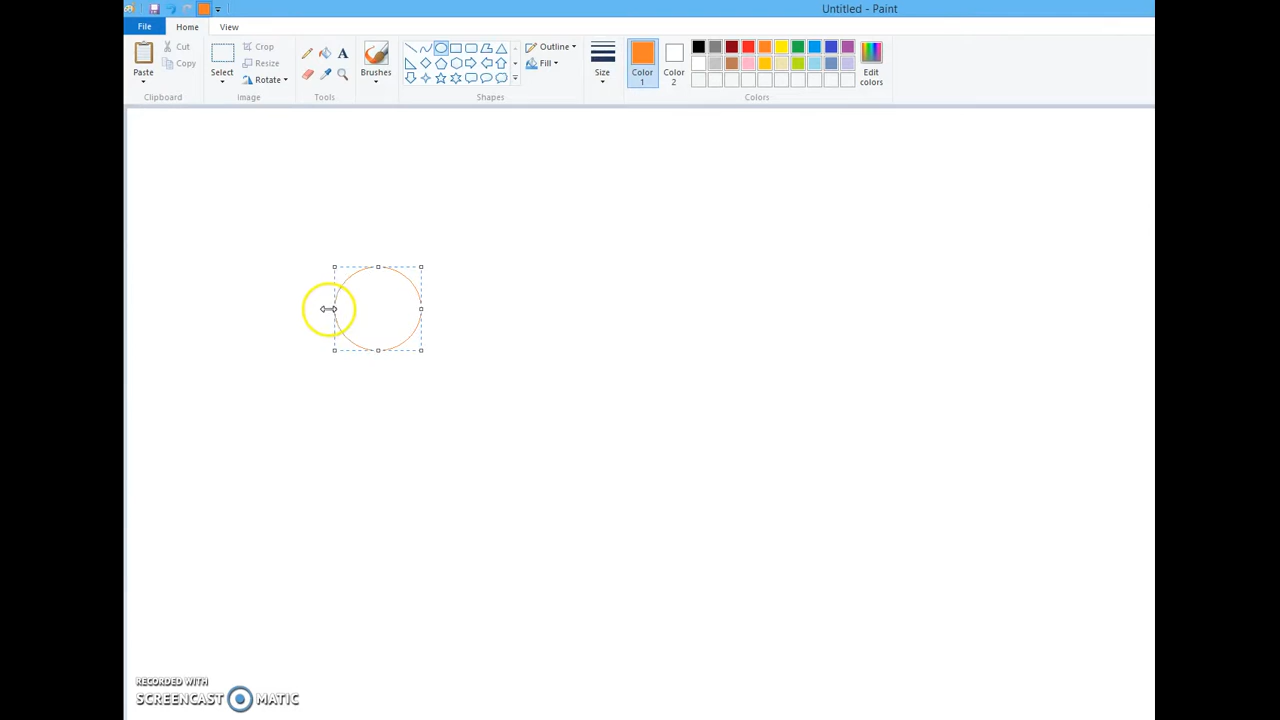 Untitled - Paint
File Home View
Paste
Cut
Copy
Clipboard
Select
Crop
Resize
Rotate
Image
A
Tools
Brushes
Outline
Fill
Shapes
Size
Color
1
Color
2
Edit
colors
Colors
RECORDED WITH
SCREENCAST MATIC